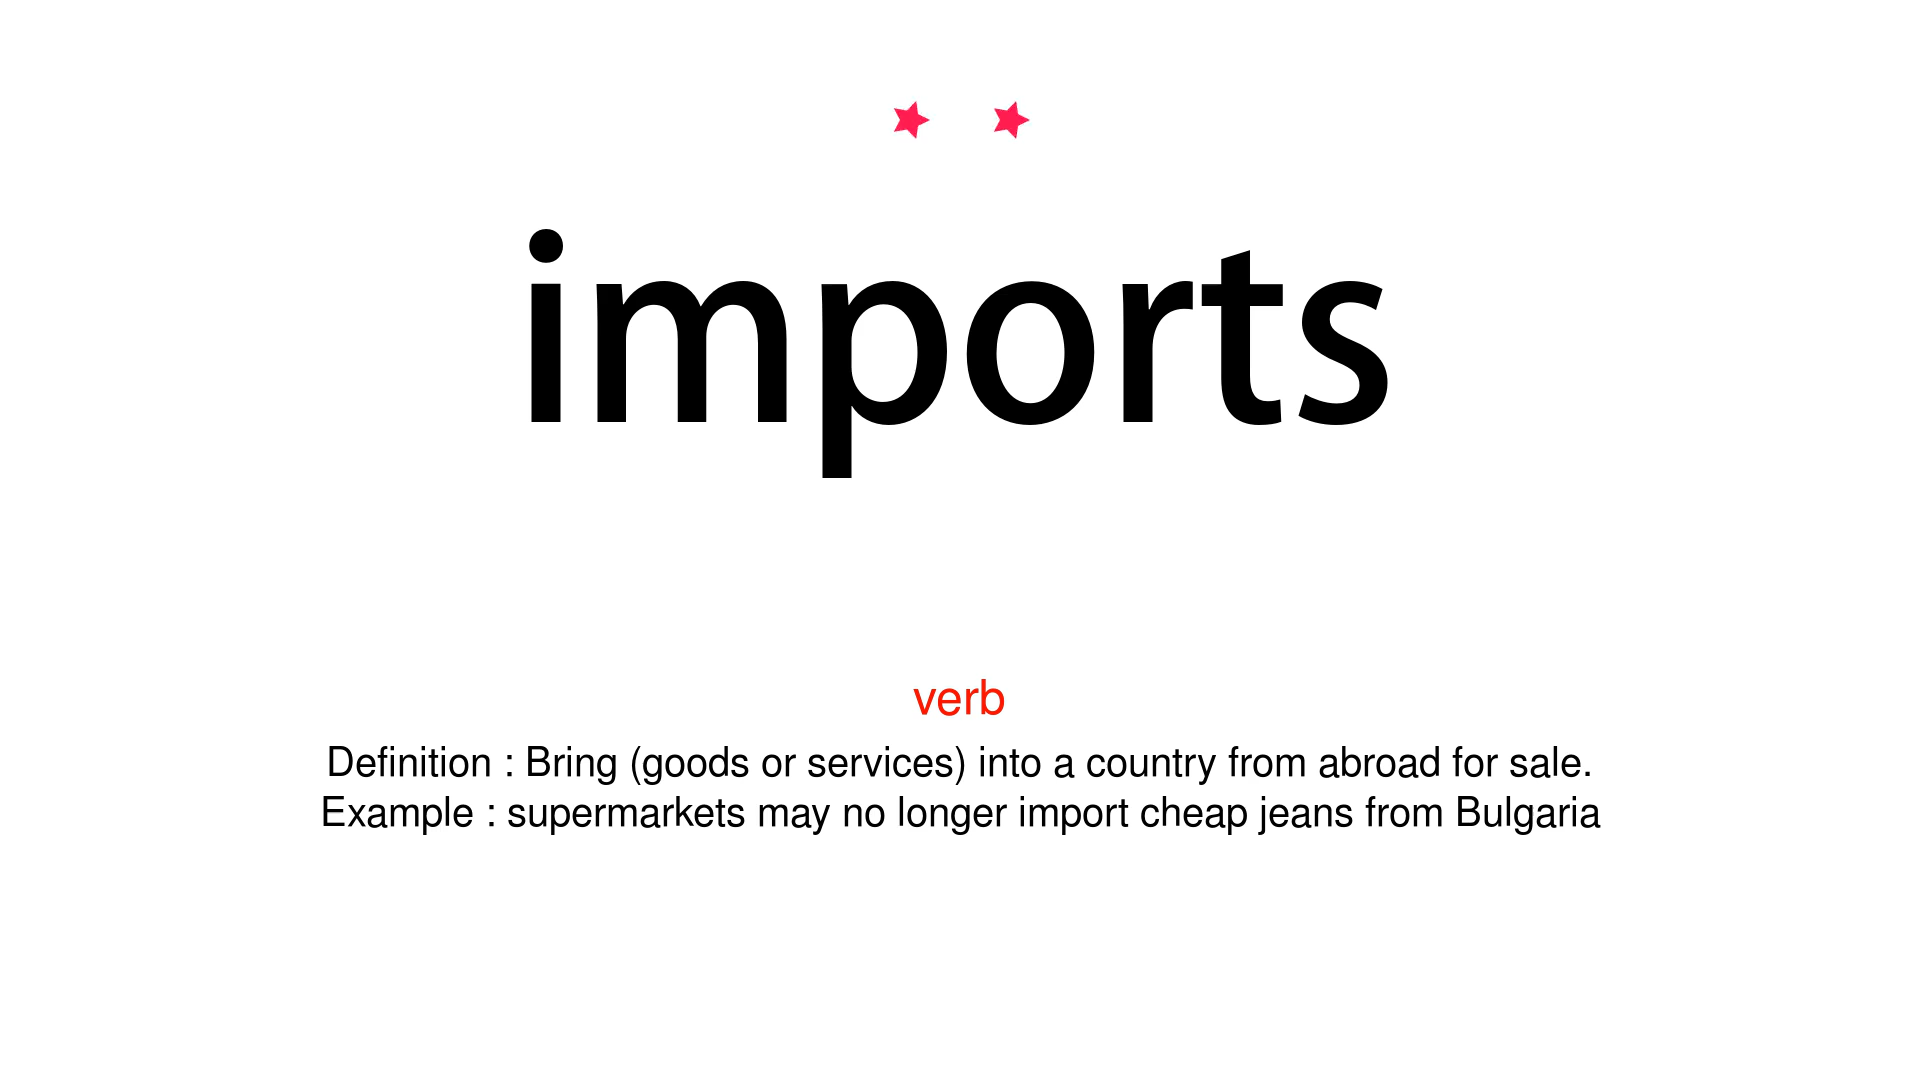 imports
verb
Definition : Bring (goods or services) into a country from abroad for sale.
Example : supermarkets may no longer import cheap jeans from Bulgaria